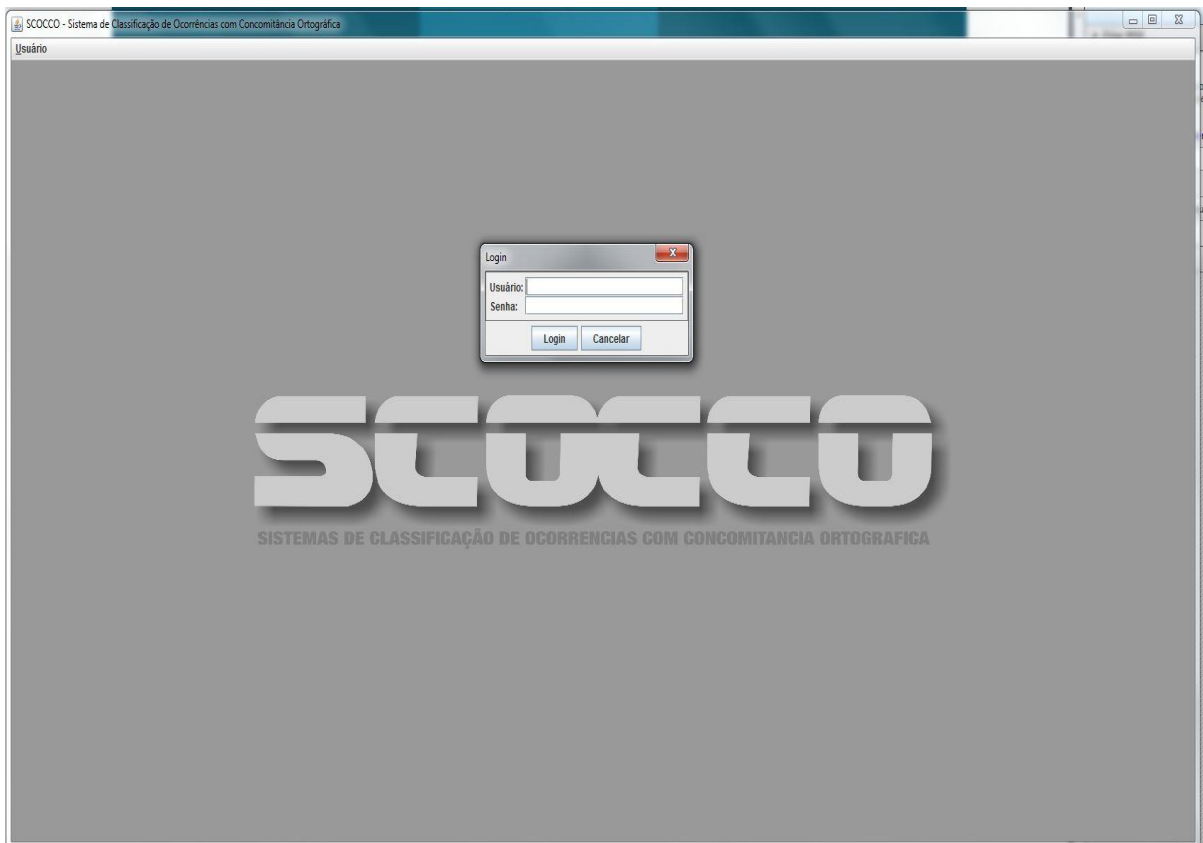 SCOCCO - Sistema de Classificação de Ocorrências com Concomitância Ortográfica
Usuário
Login
Usuário:
Senha:
Login Cancelar
SCOCCO
SISTEMAS DE CLASSIFICAÇÃO DE OCORRENCIAS COM CONCOMITANCIA ORTOGRAFICA